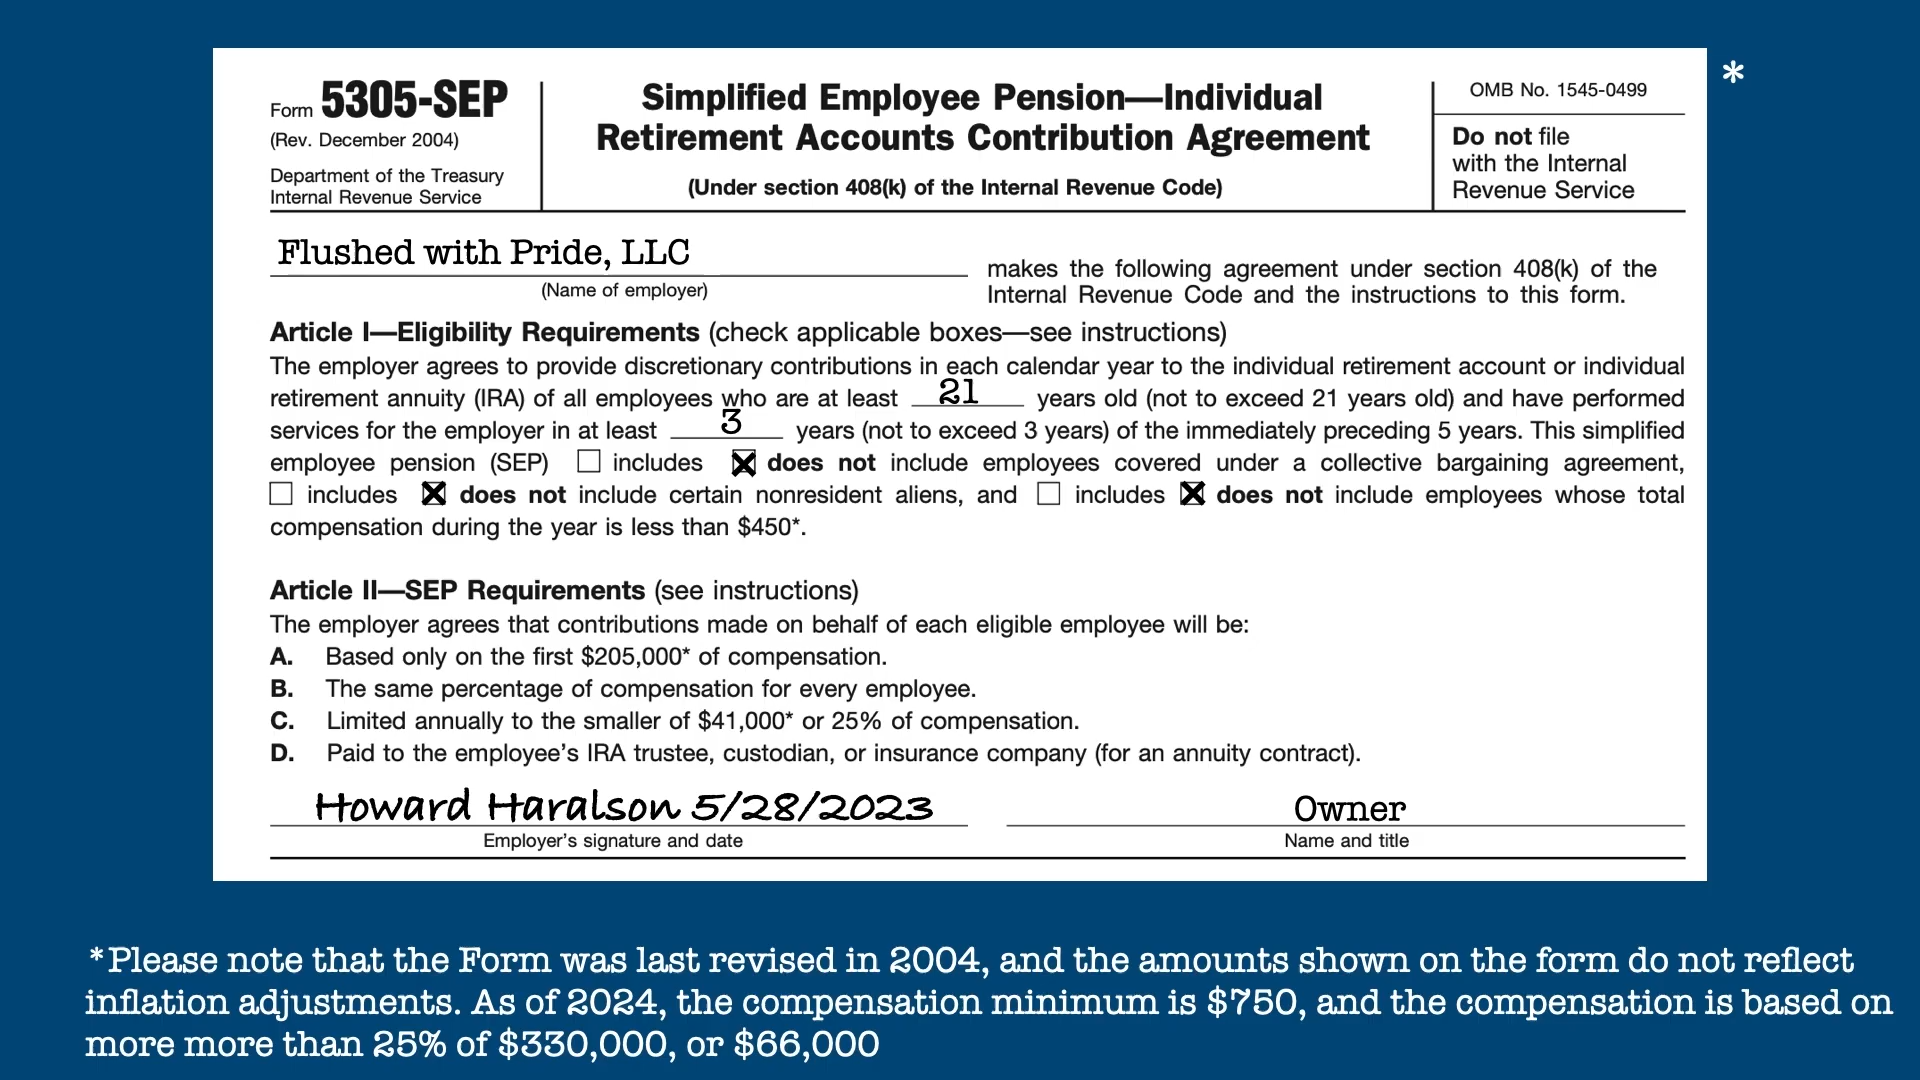 *
Form 5305-SEP
(Rev. December 2004)
Department of the Treasury
Internal Revenue Service
Simplified Employee Pension—Individual
Retirement Accounts Contribution Agreement
(Under section 408(k) of the Internal Revenue Code)
OMB No. 1545-0499
Do not file
with the Internal
Revenue Service
Flushed with Pride, LLC
(Name of employer)
makes the following agreement under section 408(k) of the
Internal Revenue Code and the instructions to this form.
Article I—Eligibility Requirements (check applicable boxes—see instructions)
The employer agrees to provide discretionary contributions in each calendar year to the individual retirement account or individual
retirement annuity (IRA) of all employees who are at least 21 years old (not to exceed 21 years old) and have performed
services for the employer in at least 3 years (not to exceed 3 years) of the immediately preceding 5 years. This simplified
employee pension (SEP) ☐ includes ☒ does not include employees covered under a collective bargaining agreement,
☐ includes ☒ does not include certain nonresident aliens, and ☐ includes ☒ does not include employees whose total
compensation during the year is less than $450*.
Article II—SEP Requirements (see instructions)
The employer agrees that contributions made on behalf of each eligible employee will be:
A. Based only on the first $205,000* of compensation.
B. The same percentage of compensation for every employee.
C. Limited annually to the smaller of $41,000* or 25% of compensation.
D. Paid to the employee's IRA trustee, custodian, or insurance company (for an annuity contract).
Howard Haralson 5/28/2023
Employer's signature and date
Owner
Name and title
*Please note that the Form was last revised in 2004, and the amounts shown on the form do not reflect
inflation adjustments. As of 2024, the compensation minimum is $750, and the compensation is based on
more more than 25% of $330,000, or $66,000